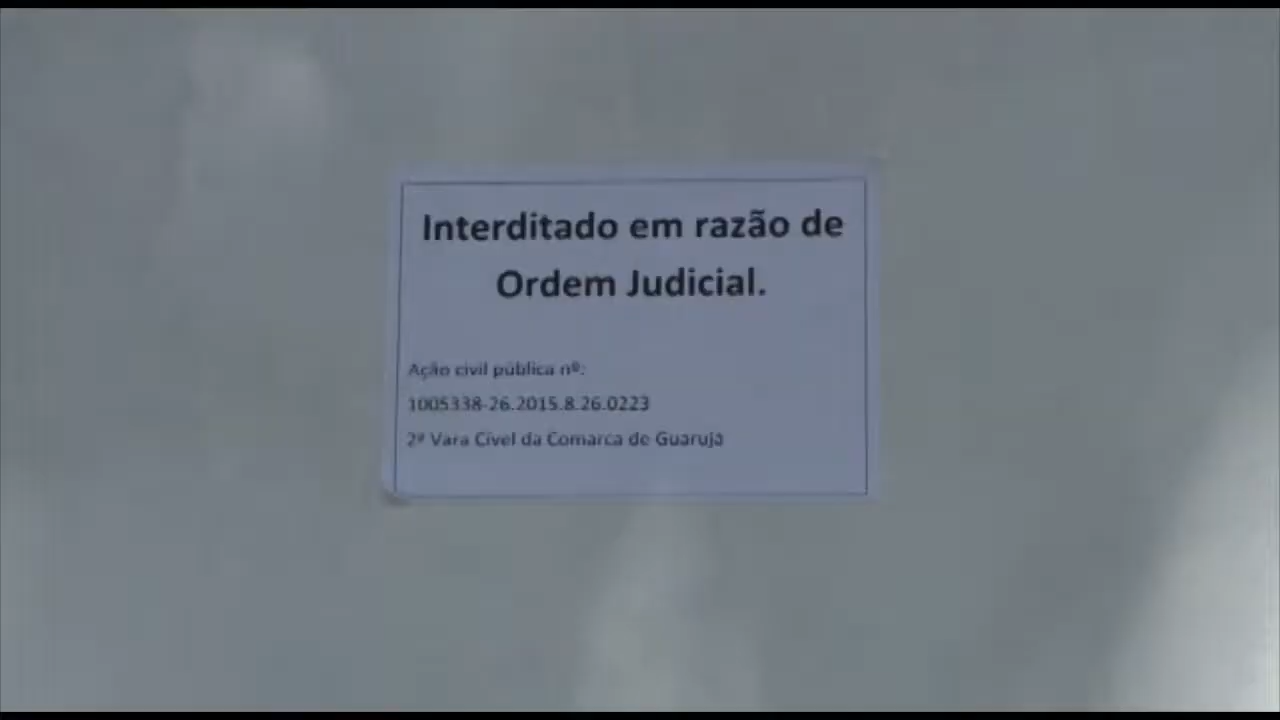 Interditado em razão de
Ordem Judicial.
Ação civil pública nº:
1005338-26.2015.8.26.0223
2ª Vara Cível da Comarca de Guarujá